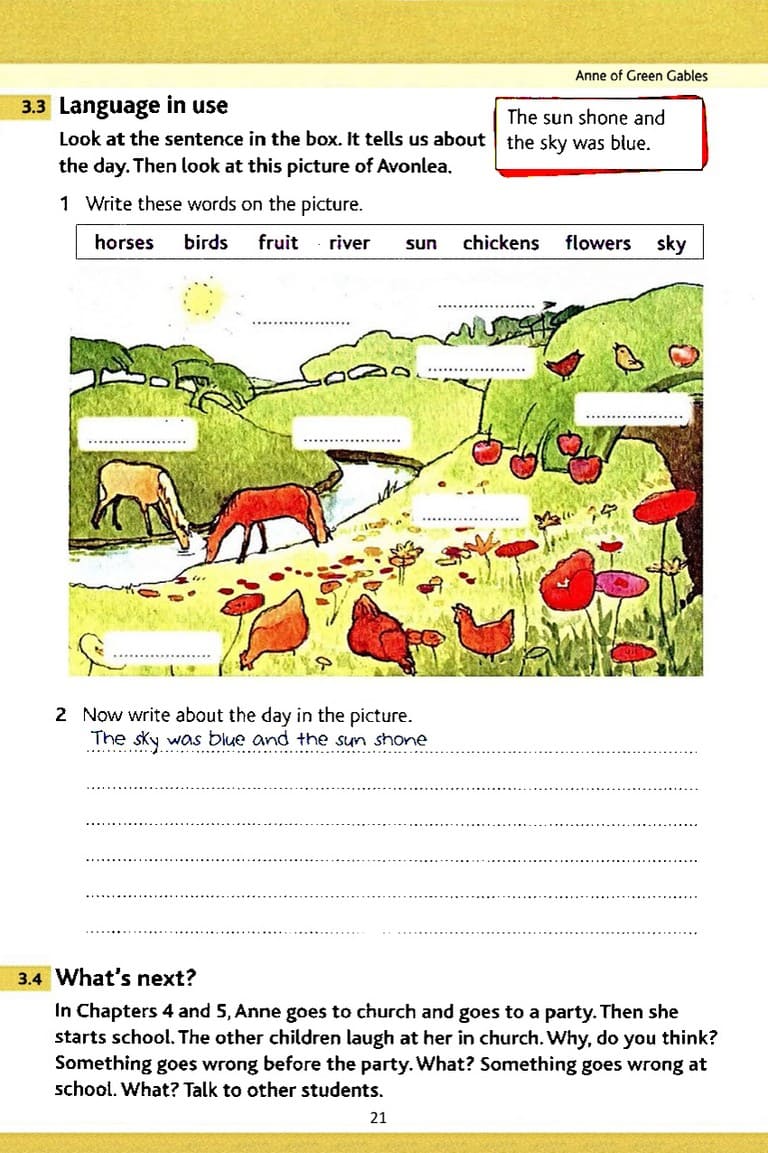 Anne of Green Gables
3.3 Language in use
Look at the sentence in the box. It tells us about
the day. Then look at this picture of Avonlea.
The sun shone and
the sky was blue.
1 Write these words on the picture.
horses birds fruit river sun chickens flowers sky
2 Now write about the day in the picture.
The sky was blue and the sun shone
3.4 What's next?
In Chapters 4 and 5, Anne goes to church and goes to a party. Then she
starts school. The other children laugh at her in church. Why, do you think?
Something goes wrong before the party. What? Something goes wrong at
school. What? Talk to other students.
21